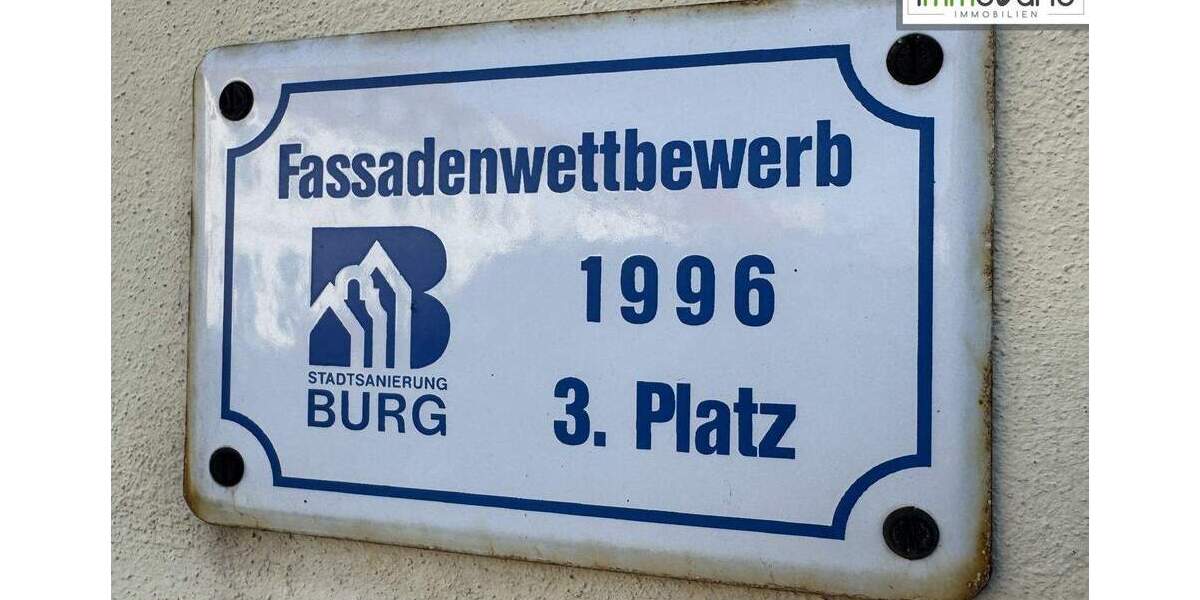 IMMOBILIEN
Fassadenwettbewerb
1996
STADTSANIERUNG
BURG
3. Platz